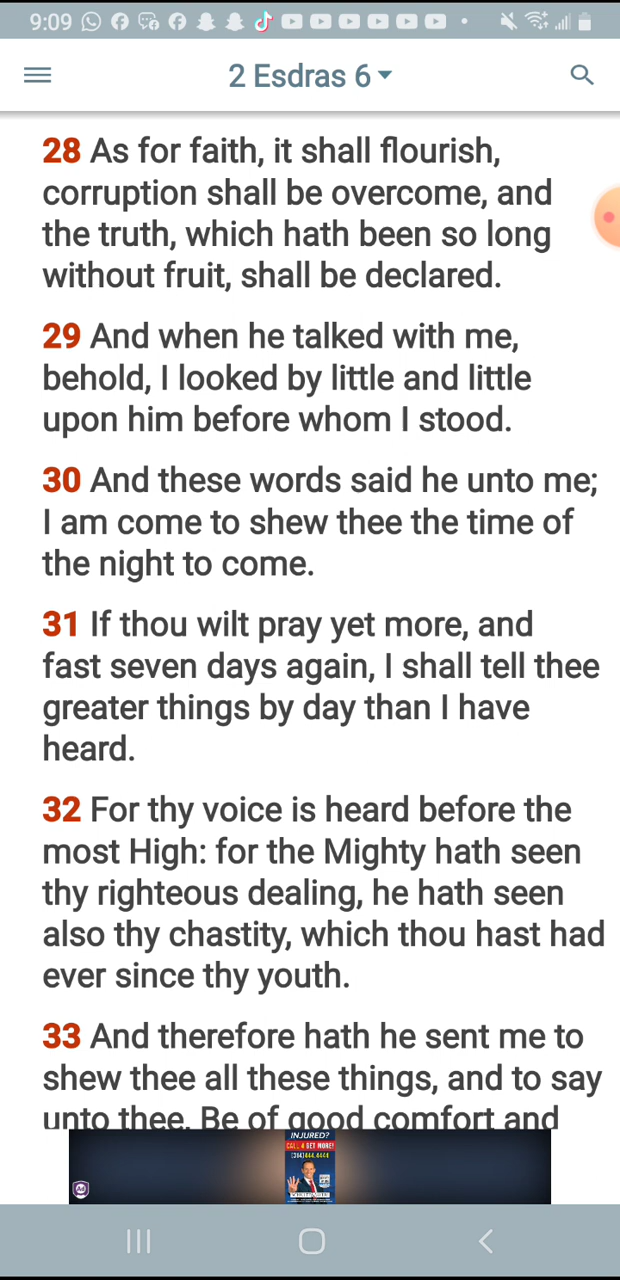 9:09
2 Esdras 6
28 As for faith, it shall flourish,
corruption shall be overcome, and
the truth, which hath been so long
without fruit, shall be declared.
29 And when he talked with me,
behold, I looked by little and little
upon him before whom I stood.
30 And these words said he unto me;
I am come to shew thee the time of
the night to come.
31 If thou wilt pray yet more, and
fast seven days again, I shall tell thee
greater things by day than I have
heard.
32 For thy voice is heard before the
most High: for the Mighty hath seen
thy righteous dealing, he hath seen
also thy chastity, which thou hast had
ever since thy youth.
33 And therefore hath he sent me to
shew thee all these things, and to say
unto thee, Be of good comfort and
INJURED?
CALL 4 GET MORE!
(314)444-4444